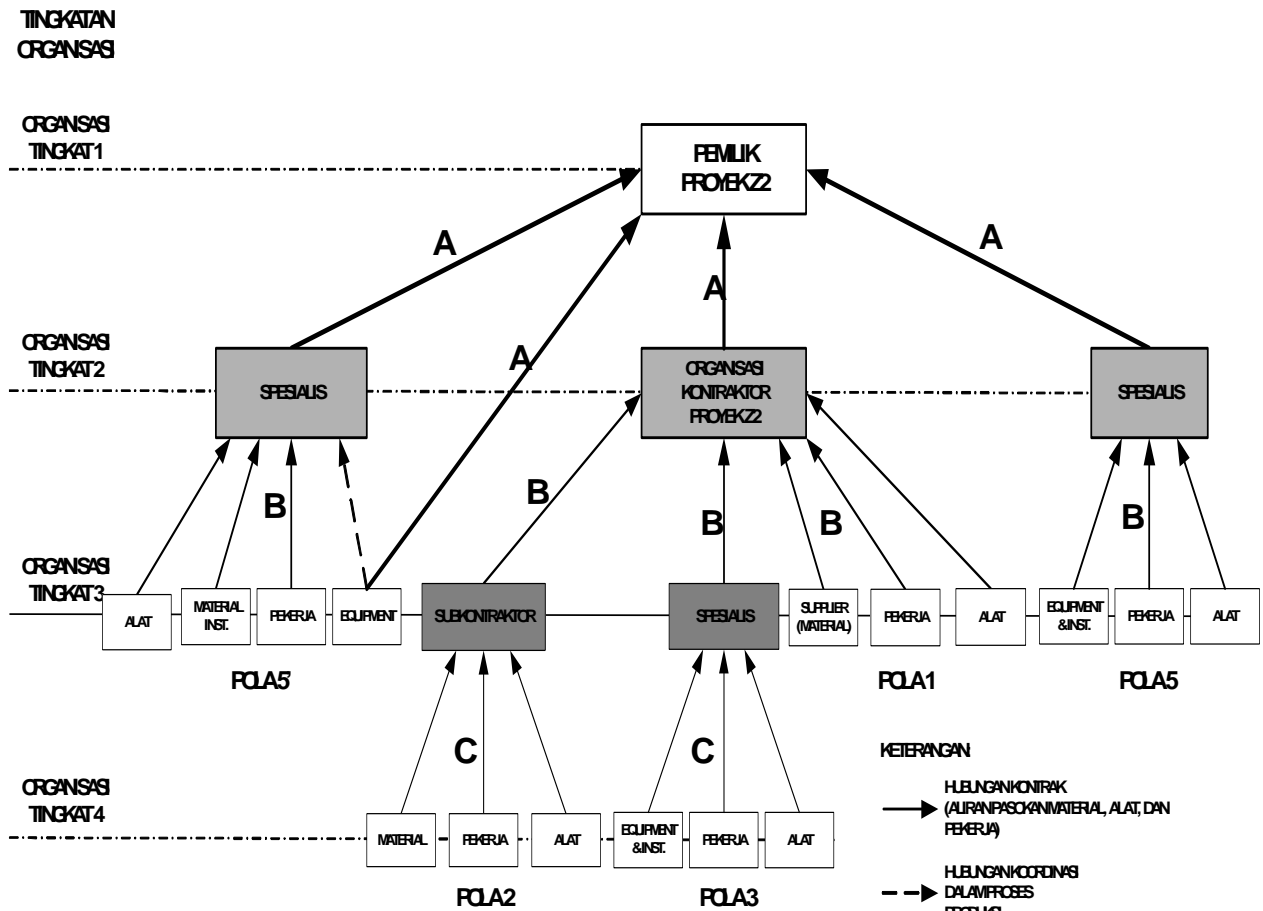 TINGKATAN
ORGANISASI
ORGANISASI
TINGKAT 1
PEMILIK
PROYEK Z2
A
A
A
A
ORGANISASI
TINGKAT 2
SPESIALIS
ORGANISASI
KONTRAKTOR
PROYEK Z2
SPESIALIS
B
B
B
B
B
ORGANISASI
TINGKAT 3
ALAT
MATERIAL
INST.
PEKERJA
EQUIPMENT
SUBKONTRAKTOR
SPESIALIS
SUPPLIER
(MATERIAL)
PEKERJA
ALAT
EQUIPMENT
& INST.
PEKERJA
ALAT
POLA 5'
POLA 1
POLA 5
C
C
ORGANISASI
TINGKAT 4
MATERIAL
PEKERJA
ALAT
EQUIPMENT
& INST.
PEKERJA
ALAT
POLA 2
POLA 3
KETERANGAN:
HUBUNGAN KONTRAK
(ALIRAN PASOKAN MATERIAL, ALAT, DAN
PEKERJA)
HUBUNGAN KOORDINASI
DALAM PROSES